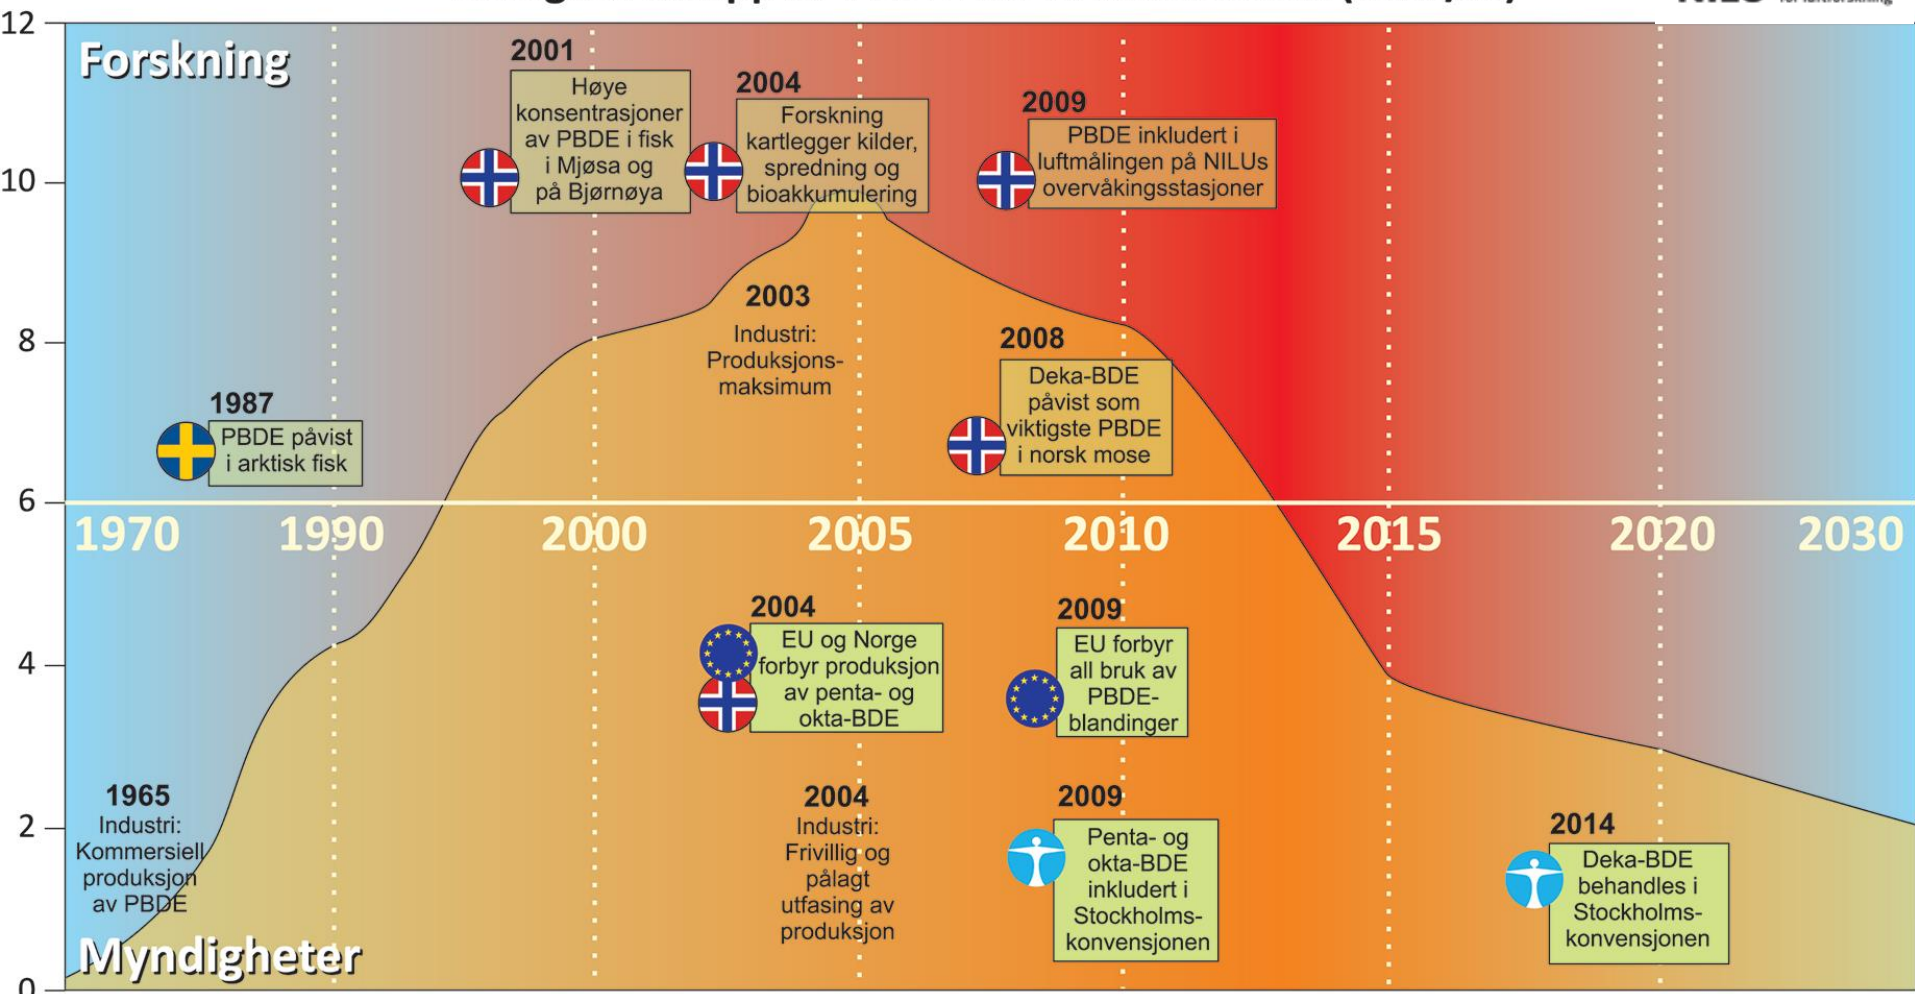 12
Forskning
2001
Høye
konsentrasjoner
av PBDE i fisk
i Mjøsa og
på Bjørnøya
2004
Forskning
kartlegger kilder,
spredning og
bioakkumulering
2009
PBDE inkludert i
luftmålingen på NILUs
overvåkingsstasjoner
10
2003
Industri:
Produksjons-
maksimum
2008
Deka-BDE
påvist som
viktigste PBDE
i norsk mose
8
1987
PBDE påvist
i arktisk fisk
6
1970 1990 2000 2005 2010 2015 2020 2030
2004
EU og Norge
forbyr produksjon
av penta- og
okta-BDE
2009
EU forbyr
all bruk av
PBDE-
blandinger
4
1965
Industri:
Kommersiell
produksjon
av PBDE
2004
Industri:
Frivillig og
pålagt
utfasing av
produksjon
2009
Penta- og
okta-BDE
inkludert i
Stockholms-
konvensjonen
2014
Deka-BDE
behandles i
Stockholms-
konvensjonen
2
Myndigheter
0